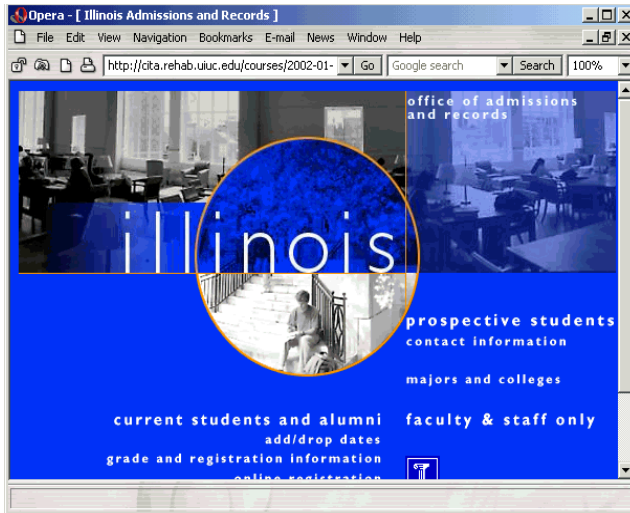 Opera - [ Illinois Admissions and Records ]
File Edit View Navigation Bookmarks E-mail News Window Help
http://cita.rehab.uiuc.edu/courses/2002-01- Go Google search Search 100%
office of admissions
and records
illinois
prospective students
contact information
majors and colleges
current students and alumni
add/drop dates
grade and registration information
online registration
faculty & staff only